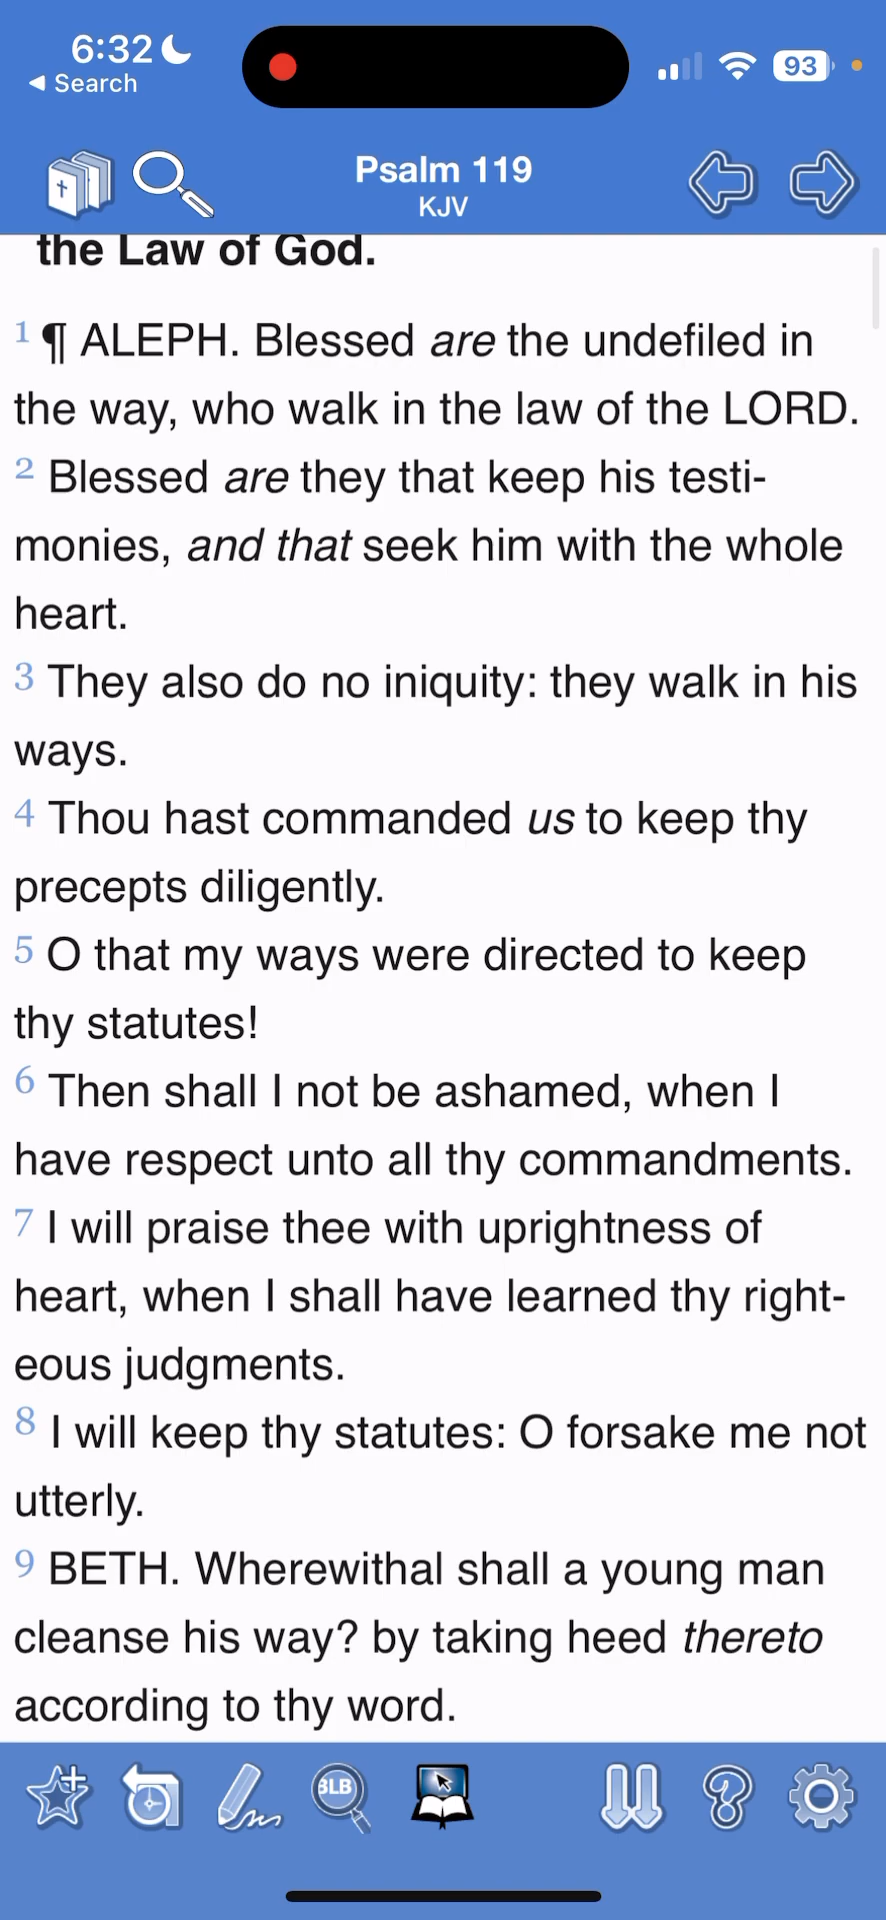 6:32
◀ Search
93
Psalm 119
KJV
the Law of God.
1 ¶ ALEPH. Blessed are the undefiled in
the way, who walk in the law of the LORD.
2 Blessed are they that keep his testi-
monies, and that seek him with the whole
heart.
3 They also do no iniquity: they walk in his
ways.
4 Thou hast commanded us to keep thy
precepts diligently.
5 O that my ways were directed to keep
thy statutes!
6 Then shall I not be ashamed, when I
have respect unto all thy commandments.
7 I will praise thee with uprightness of
heart, when I shall have learned thy right-
eous judgments.
8 I will keep thy statutes: O forsake me not
utterly.
9 BETH. Wherewithal shall a young man
cleanse his way? by taking heed thereto
according to thy word.
BLB